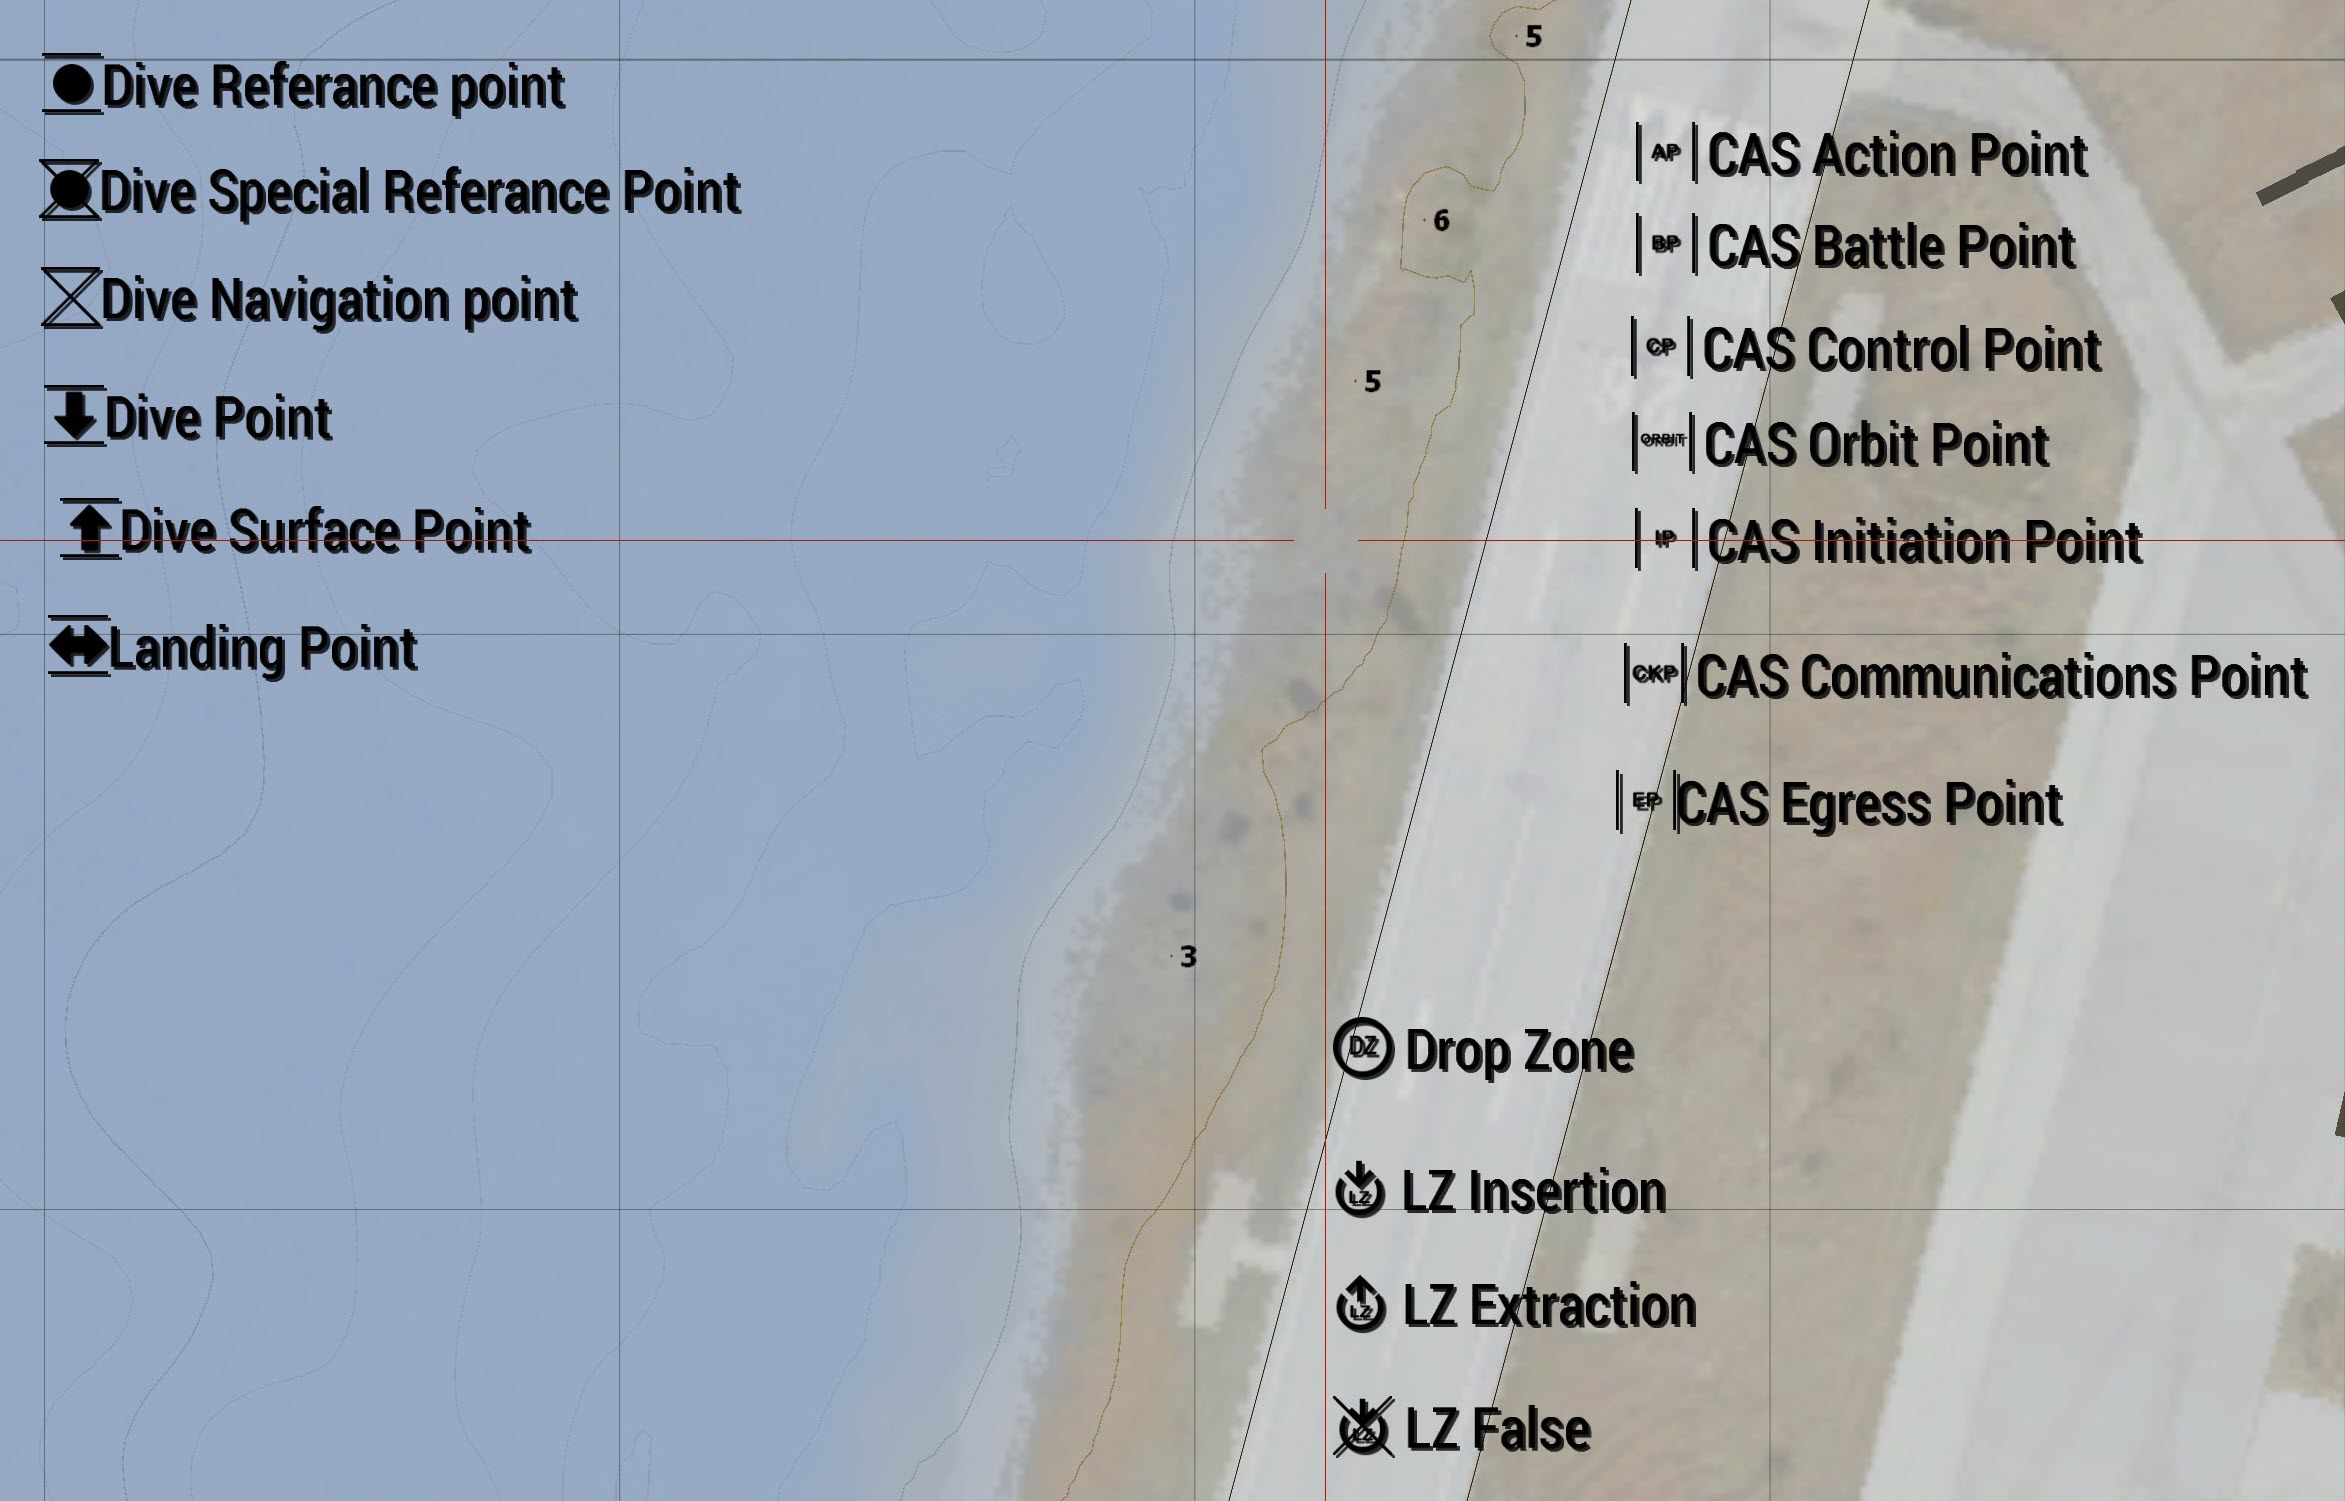 5
Dive Referance point
Dive Special Referance Point
Dive Navigation point
Dive Point
Dive Surface Point
Landing Point
6
5
3
AP CAS Action Point
BP CAS Battle Point
CP CAS Control Point
ORBIT CAS Orbit Point
IP CAS Initiation Point
CKP CAS Communications Point
EP CAS Egress Point
DZ Drop Zone
LZ LZ Insertion
LZ LZ Extraction
LZ LZ False